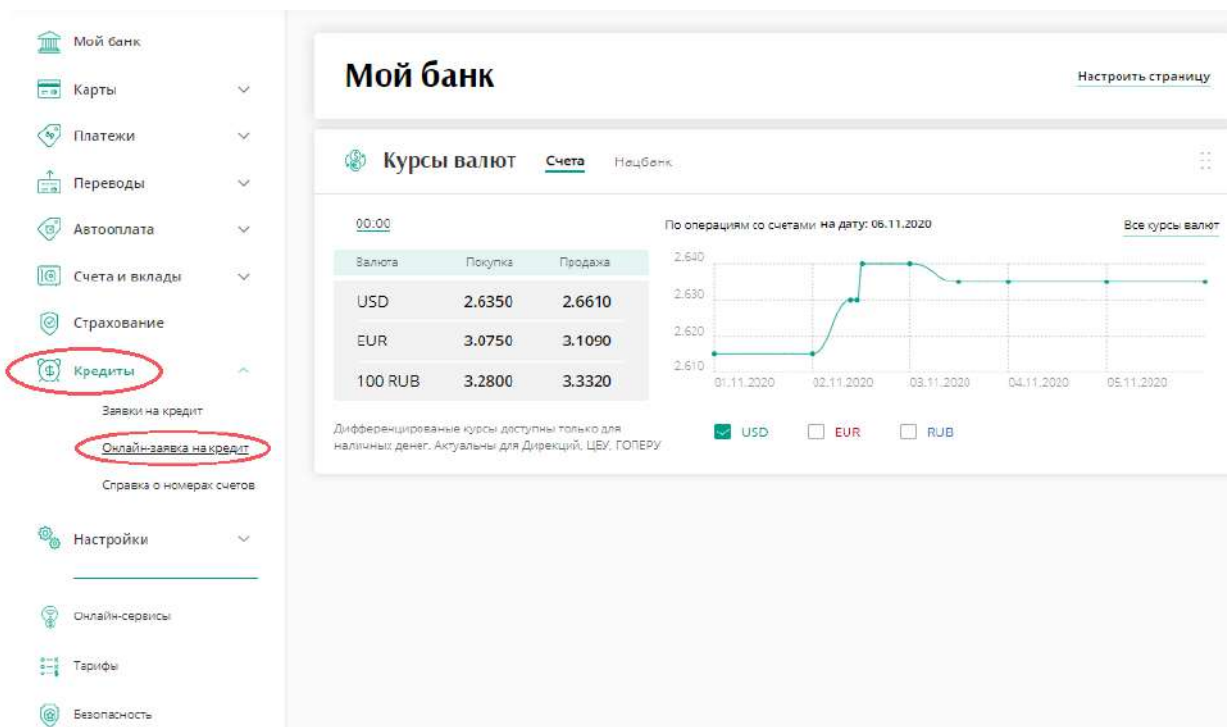 Мой банк
Карты
Платежи
Переводы
Автооплата
Счета и вклады
Страхование
Кредиты
Заявки на кредит
Онлайн-заявка на кредит
Справка о номерах счетов
Настройки
Онлайн-сервисы
Тарифы
Безопасность
Мой банк
Настроить страницу
Курсы валют Счета Нацбанк
00:00
Валюта Покупка Продажа
USD 2.6350 2.6610
EUR 3.0750 3.1090
100 RUB 3.2800 3.3320
Дифференцированые курсы доступны только для
наличных денег. Актуальны для Дирекций, ЦБУ, ГОПЕРУ
По операциям со счетами на дату: 06.11.2020
Все курсы валют
2.640
2.630
2.620
2.610
01.11.2020 02.11.2020 03.11.2020 04.11.2020 05.11.2020
USD EUR RUB